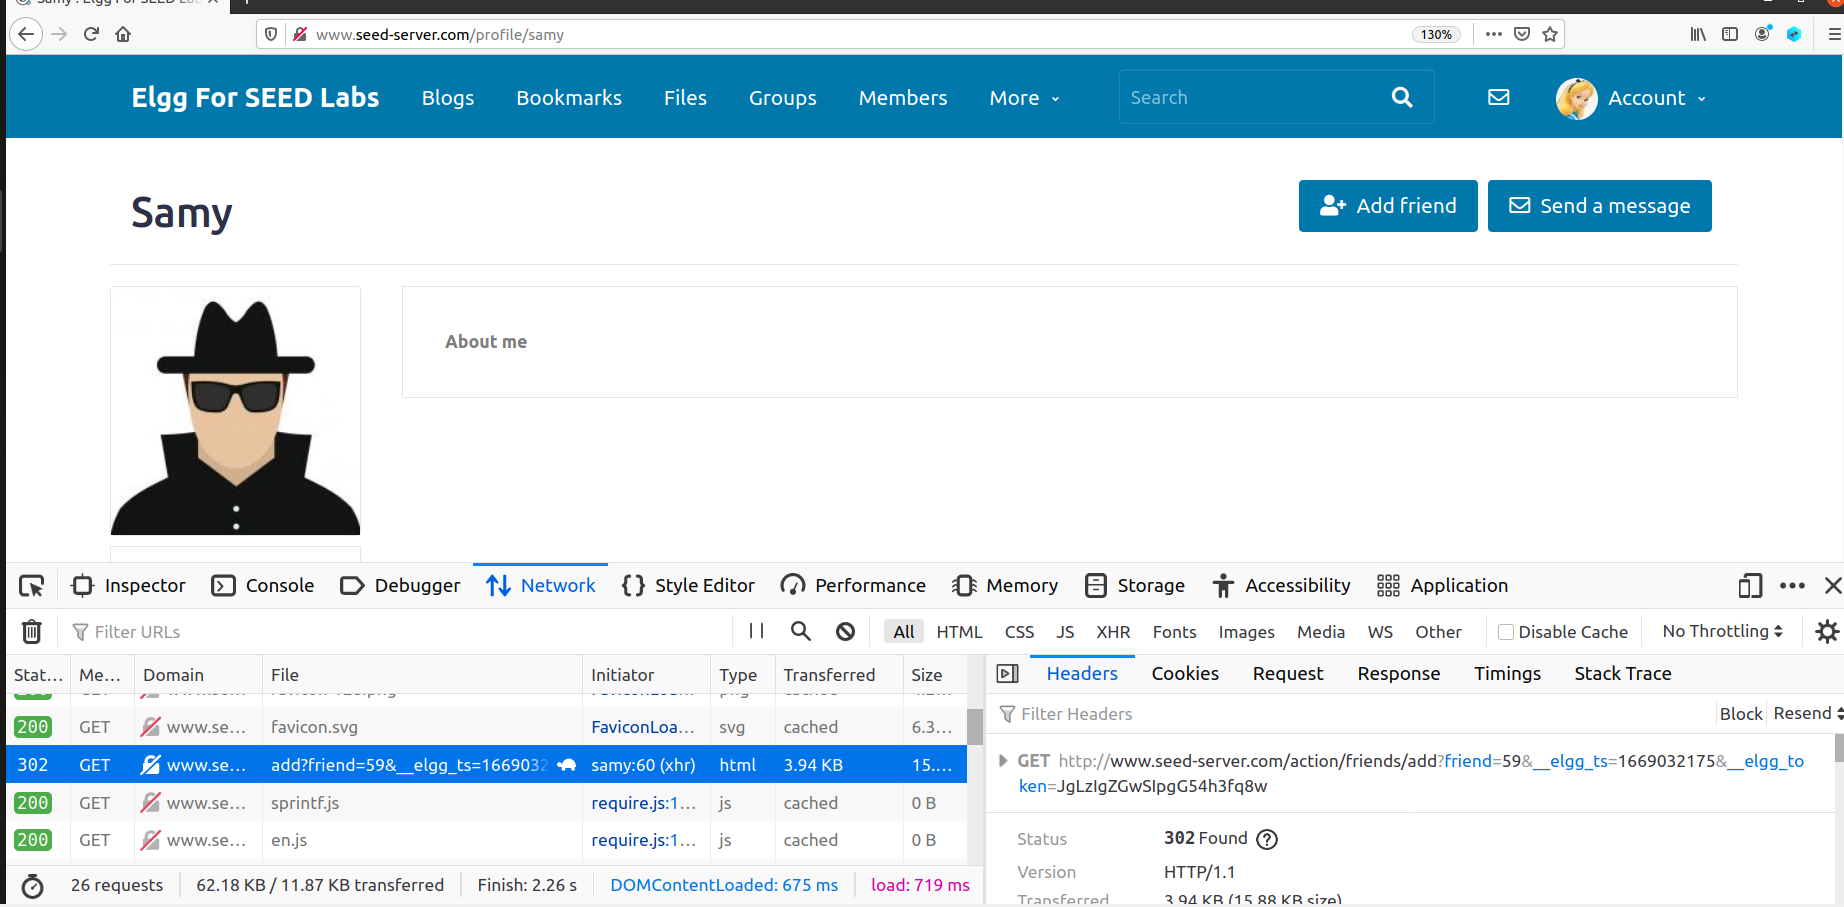 www.seed-server.com/profile/samy 130%
Elgg For SEED Labs Blogs Bookmarks Files Groups Members More Search Account
Samy Add friend Send a message
About me
Inspector Console Debugger Network Style Editor Performance Memory Storage Accessibility Application
Filter URLs All HTML CSS JS XHR Fonts Images Media WS Other Disable Cache No Throttling
Stat... Me... Domain File Initiator Type Transferred Size
200 GET www.se... favicon.svg FaviconLoa... svg cached 6.3...
302 GET www.se... add?friend=59&__elgg_ts=1669032 samy:60 (xhr) html 3.94 KB 15....
200 GET www.se... sprintf.js require.js:1... js cached 0 B
200 GET www.se... en.js require.js:1... js cached 0 B
26 requests 62.18 KB / 11.87 KB transferred Finish: 2.26 s DOMContentLoaded: 675 ms load: 719 ms
Headers Cookies Request Response Timings Stack Trace
Filter Headers Block Resend
GET http://www.seed-server.com/action/friends/add?friend=59&__elgg_ts=1669032175&__elgg_to
ken=JgLzIgZGwSIpgG54h3fq8w
Status 302 Found
Version HTTP/1.1
Transferred 3.94 KB (15.88 KB size)